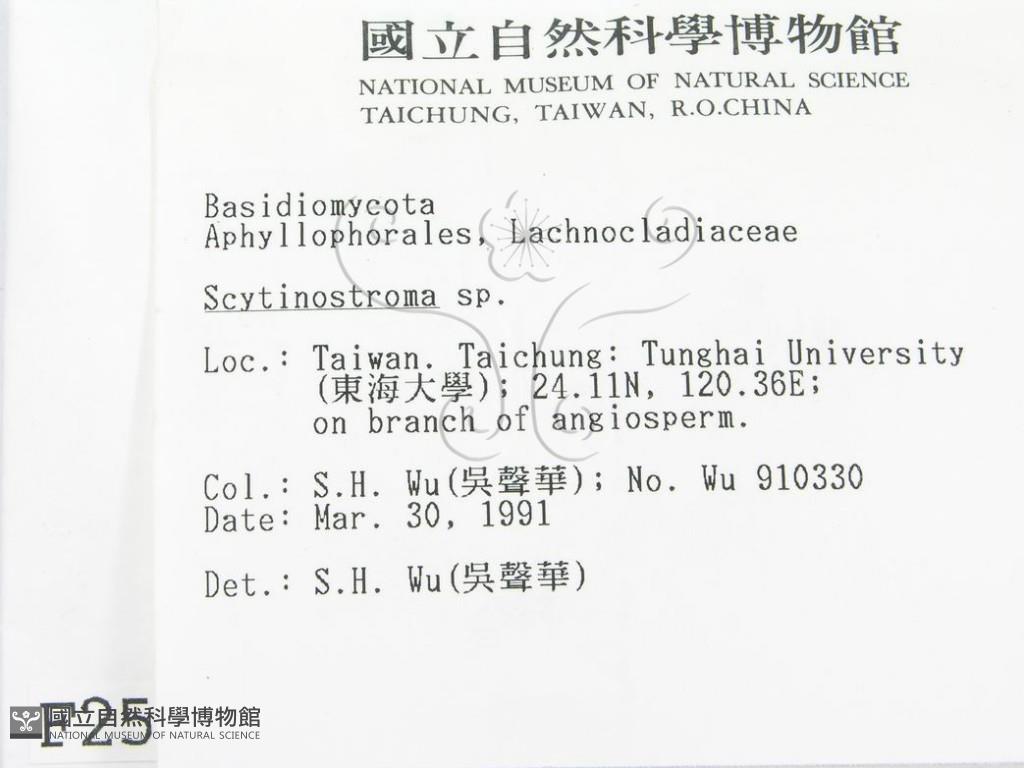 國立自然科學博物館
NATIONAL MUSEUM OF NATURAL SCIENCE
TAICHUNG, TAIWAN, R.O.CHINA
Basidiomycota
Aphyllophorales, Lachnocladiaceae
Scytinostroma sp.
Loc.: Taiwan. Taichung: Tunghai University
(東海大學); 24.11N, 120.36E;
on branch of angiosperm.
Col.: S.H. Wu(吳聲華); No. Wu 910330
Date: Mar. 30, 1991
Det.: S.H. Wu(吳聲華)
F25
國立自然科學博物館
NATIONAL MUSEUM OF NATURAL SCIENCE